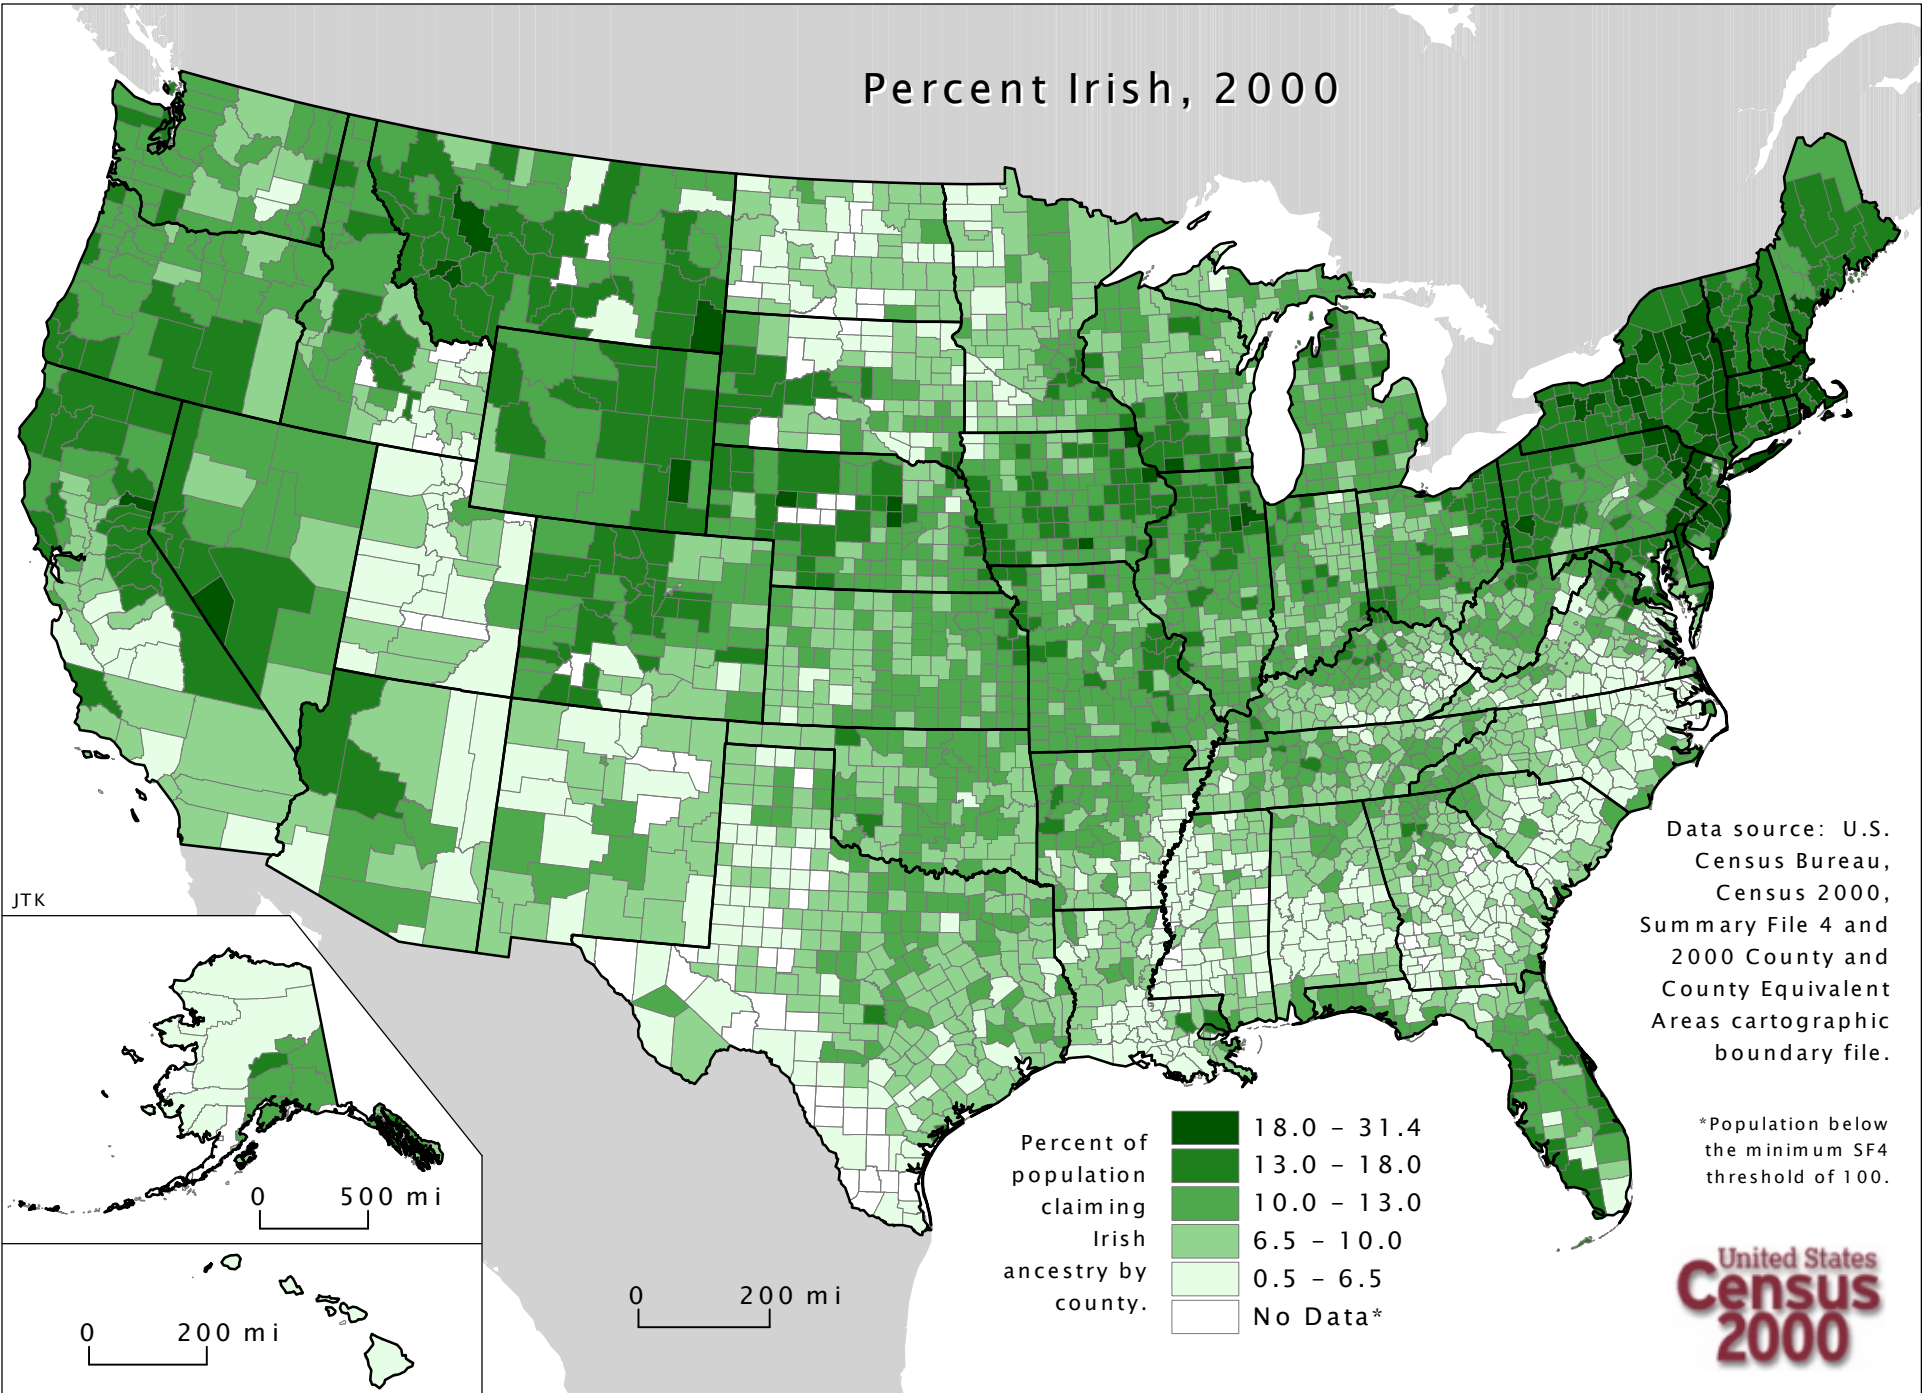 Percent Irish, 2000
Data source: U.S.
Census Bureau,
Census 2000,
Summary File 4 and
2000 County and
County Equivalent
Areas cartographic
boundary file.
*Population below
the minimum SF4
threshold of 100.
JTK
0 500 mi
0 200 mi
0 200 mi
Percent of
population
claiming
Irish
ancestry by
county.
18.0 – 31.4
13.0 – 18.0
10.0 – 13.0
6.5 – 10.0
0.5 – 6.5
No Data*
United States
Census
2000